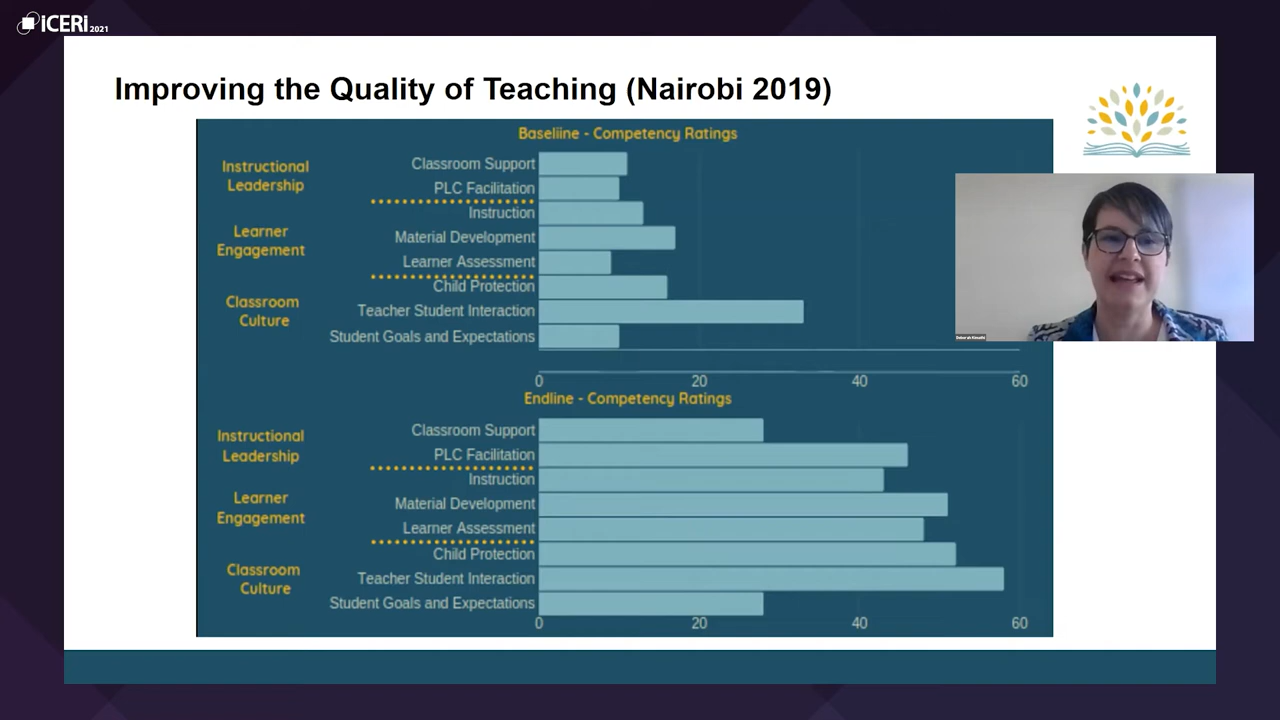 iCERi 2021
Improving the Quality of Teaching (Nairobi 2019)
Baseliine - Competency Ratings
Instructional
Leadership
Classroom Support
PLC Facilitation
Learner
Engagement
Instruction
Material Development
Learner Assessment
Classroom
Culture
Child Protection
Teacher Student Interaction
Student Goals and Expectations
0 20 40 60
Endline - Competency Ratings
Instructional
Leadership
Classroom Support
PLC Facilitation
Learner
Engagement
Instruction
Material Development
Learner Assessment
Classroom
Culture
Child Protection
Teacher Student Interaction
Student Goals and Expectations
0 20 40 60